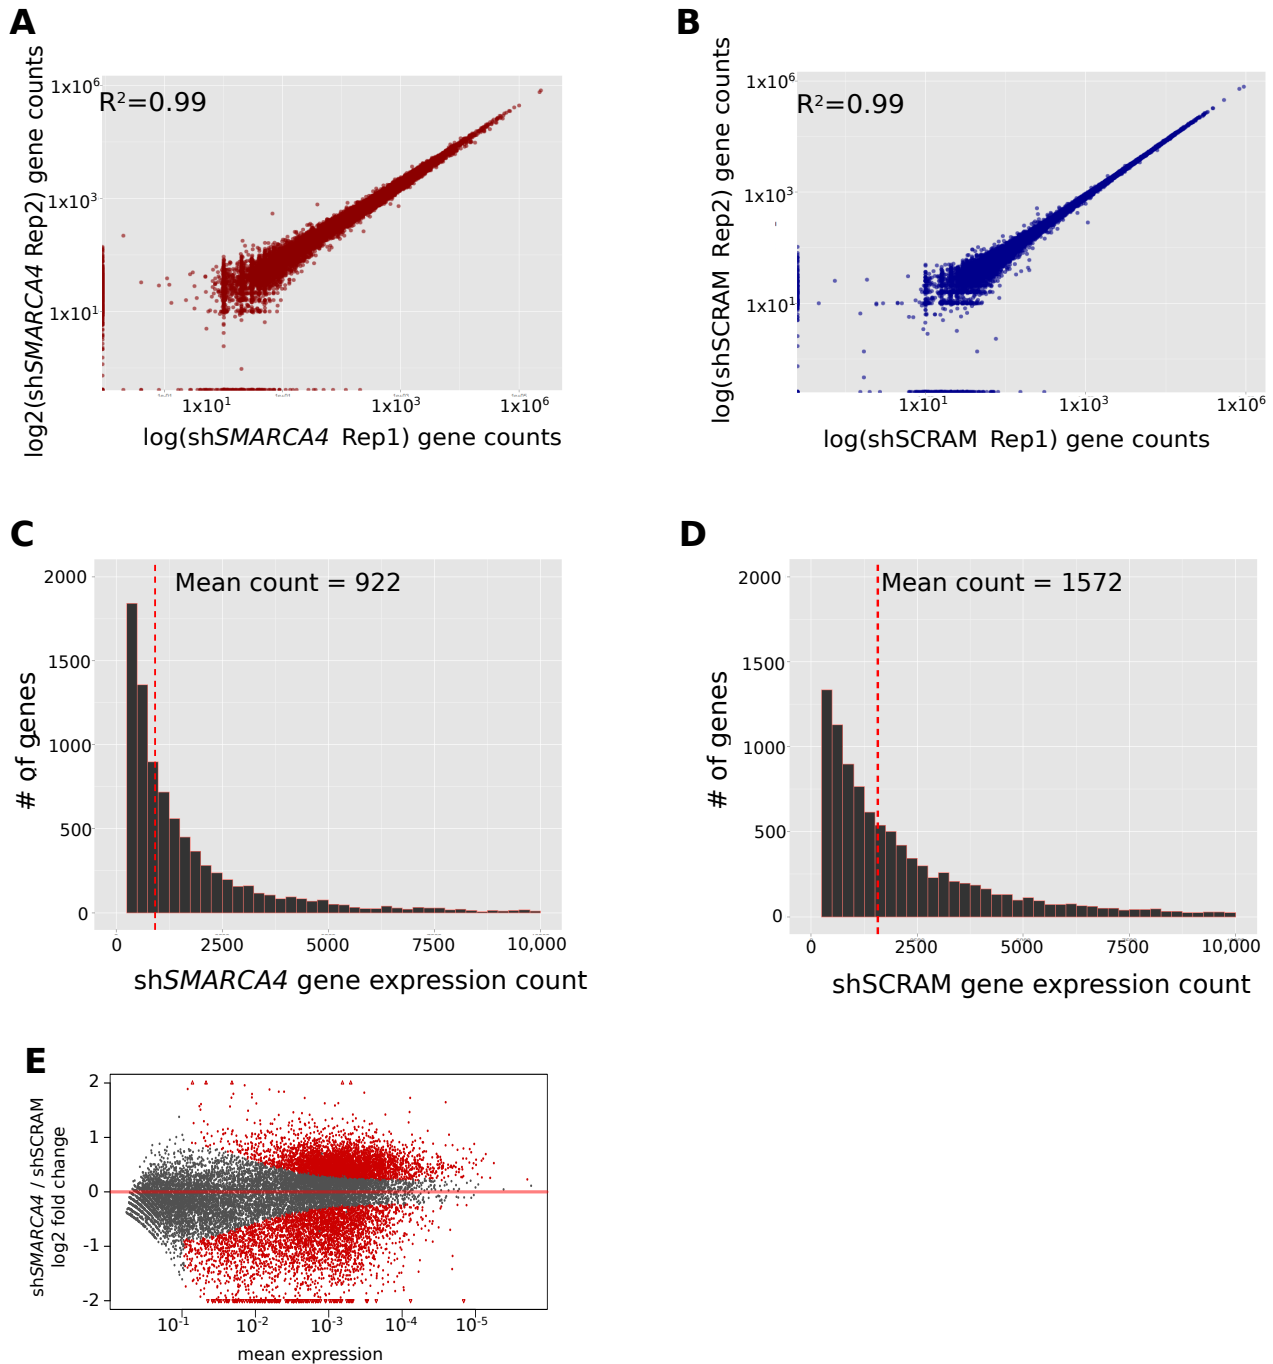 A
log2(shSMARCA4 Rep2) gene counts
1x10⁶
1x10³
1x10¹
R²=0.99
1x10¹ 1x10³ 1x10⁶
log(shSMARCA4 Rep1) gene counts
B
log(shSCRAM Rep2) gene counts
1x10⁶
1x10³
1x10¹
R²=0.99
1x10¹ 1x10³ 1x10⁶
log(shSCRAM Rep1) gene counts
C
# of genes
2000
1500
1000
500
0
Mean count = 922
0 2500 5000 7500 10,000
shSMARCA4 gene expression count
D
# of genes
2000
1500
1000
500
0
Mean count = 1572
0 2500 5000 7500 10,000
shSCRAM gene expression count
E
shSMARCA4 / shSCRAM
log2 fold change
2
1
0
-1
-2
10⁻¹ 10⁻² 10⁻³ 10⁻⁴ 10⁻⁵
mean expression